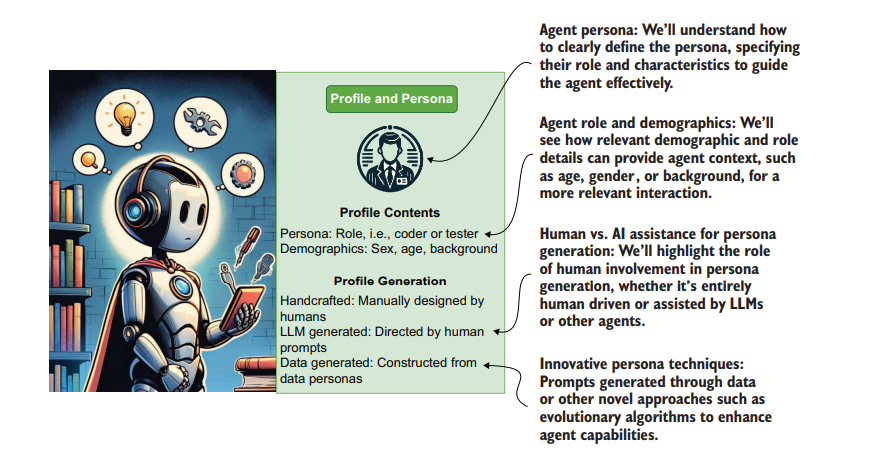 Profile and Persona
Profile Contents
Persona: Role, i.e., coder or tester
Demographics: Sex, age, background
Profile Generation
Handcrafted: Manually designed by
humans
LLM generated: Directed by human
prompts
Data generated: Constructed from
data personas
Agent persona: We’ll understand how
to clearly define the persona, specifying
their role and characteristics to guide
the agent effectively.
Agent role and demographics: We’ll
see how relevant demographic and role
details can provide agent context, such
as age, gender, or background, for a
more relevant interaction.
Human vs. AI assistance for persona
generation: We’ll highlight the role
of human involvement in persona
generation, whether it’s entirely
human driven or assisted by LLMs
or other agents.
Innovative persona techniques:
Prompts generated through data
or other novel approaches such as
evolutionary algorithms to enhance
agent capabilities.